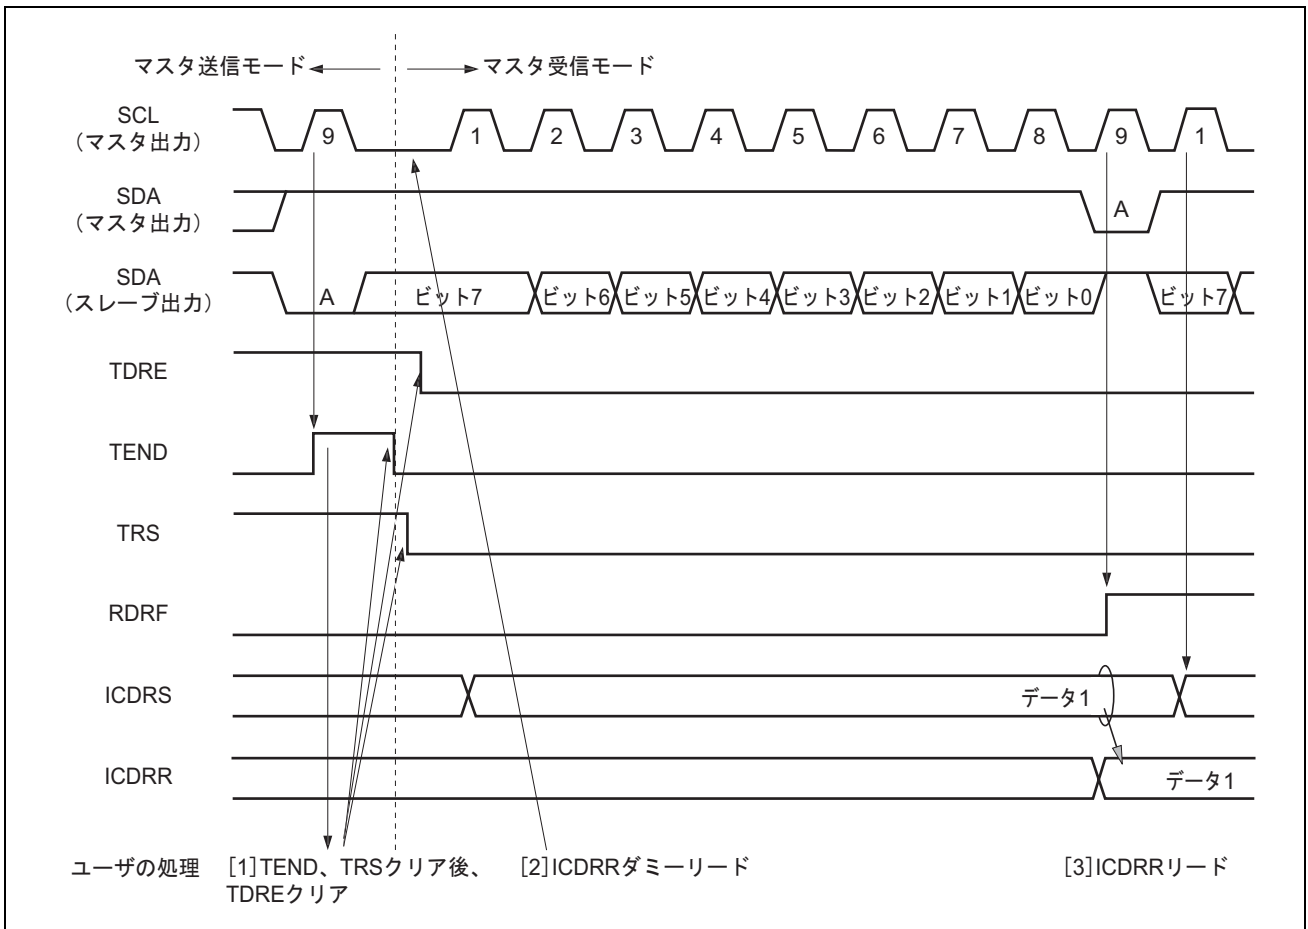 マスタ送信モード マスタ受信モード
SCL
（マスタ出力）
9 1 2 3 4 5 6 7 8 9 1
SDA
（マスタ出力）
A
SDA
（スレーブ出力）
A ビット7 ビット6 ビット5 ビット4 ビット3 ビット2 ビット1 ビット0 ビット7
TDRE
TEND
TRS
RDRF
ICDRS
データ1
ICDRR
データ1
ユーザの処理 [1]TEND、TRSクリア後、 [2]ICDRRダミーリード [3]ICDRRリード
TDREクリア